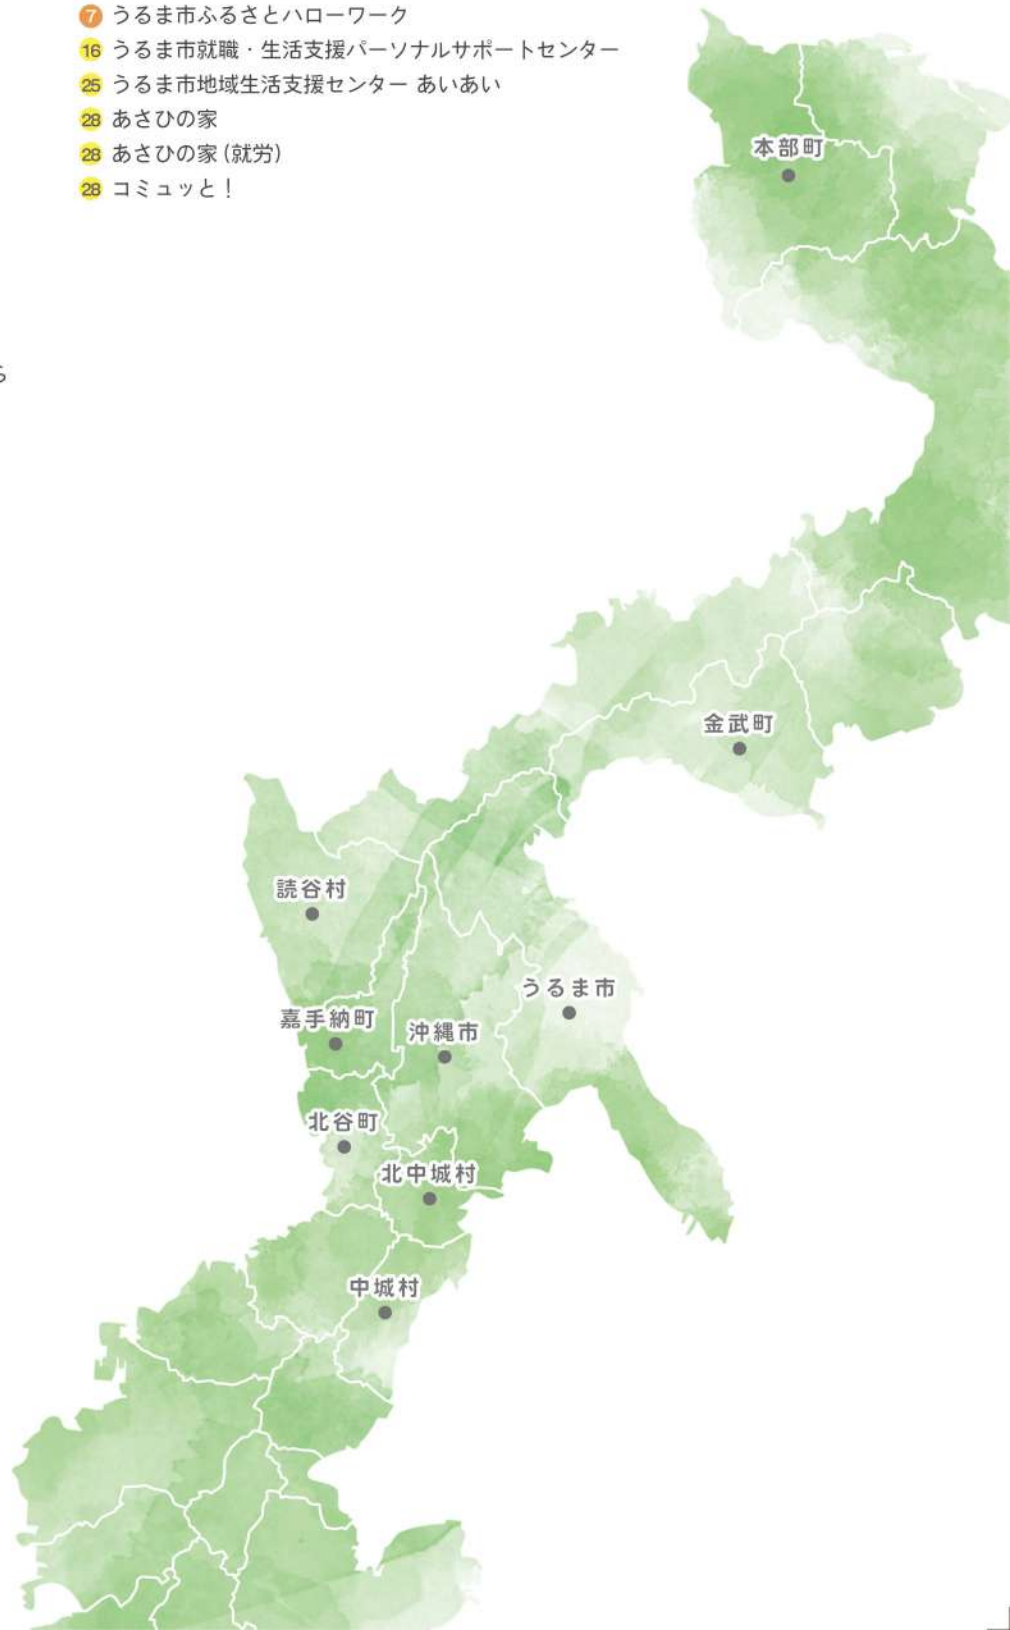 7 うるま市ふるさとハローワーク
16 うるま市就職・生活支援パーソナルサポートセンター
25 うるま市地域生活支援センター あいあい
28 あさひの家
28 あさひの家(就労)
28 コミュッと!
本部町
ら
金武町
読谷村
うるま市
嘉手納町
沖縄市
北谷町
北中城村
中城村